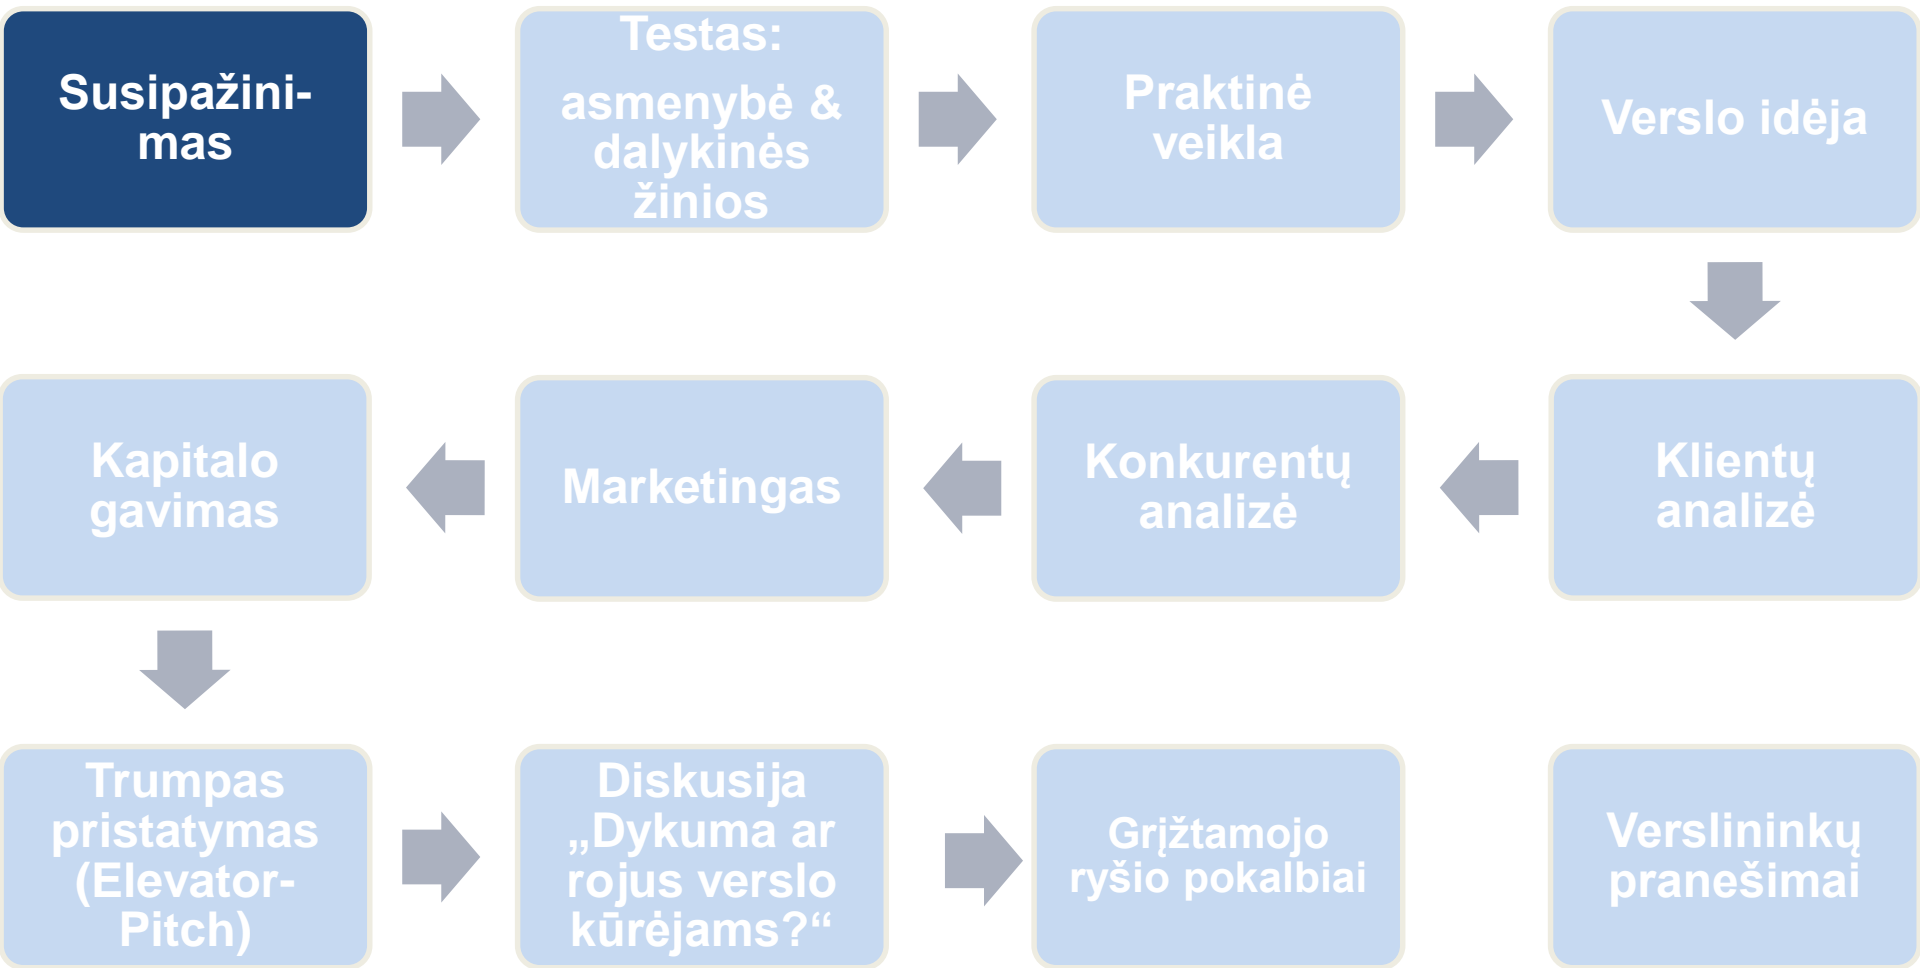 Susipažini-
mas
Testas:
asmenybė &
dalykinės
žinios
Praktinė
veikla
Verslo idėja
Klientų
analizė
Konkurentų
analizė
Marketingas
Kapitalo
gavimas
Trumpas
pristatymas
(Elevator-
Pitch)
Diskusija
„Dykuma ar
rojus verslo
kūrėjams?“
Grįžtamojo
ryšio pokalbiai
Verslininkų
pranešimai